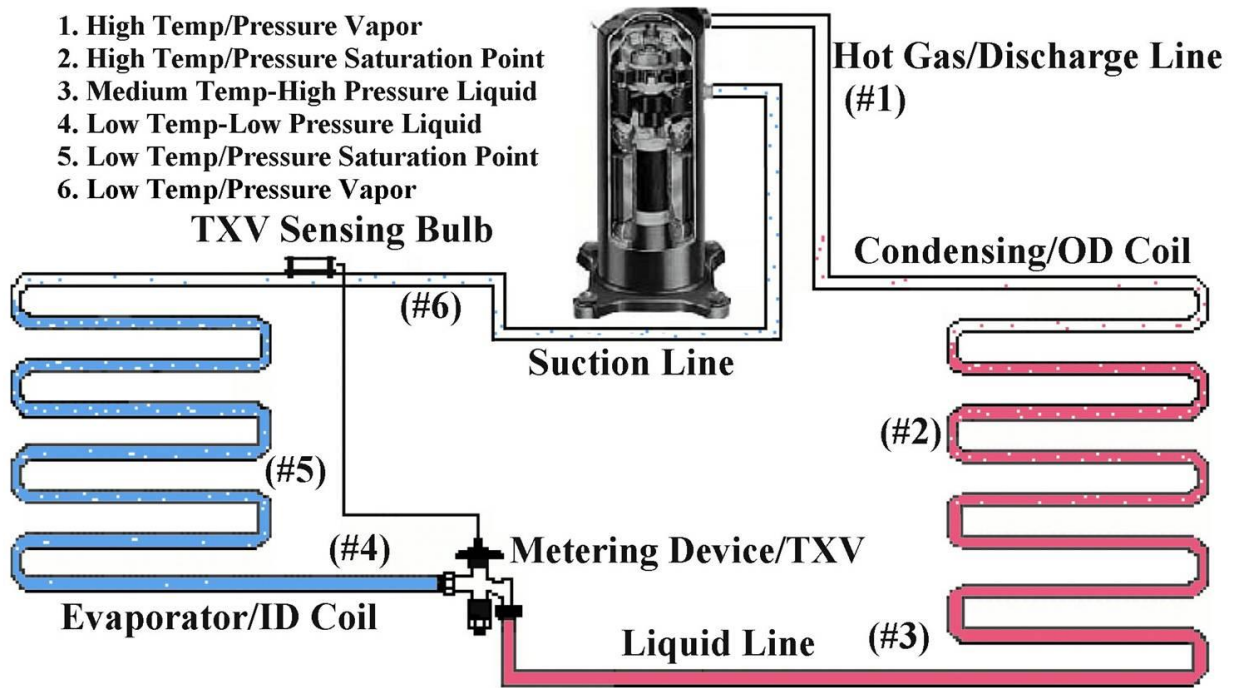 1. High Temp/Pressure Vapor
2. High Temp/Pressure Saturation Point
3. Medium Temp-High Pressure Liquid
4. Low Temp-Low Pressure Liquid
5. Low Temp/Pressure Saturation Point
6. Low Temp/Pressure Vapor
Hot Gas/Discharge Line
(#1)
TXV Sensing Bulb
Condensing/OD Coil
(#6)
Suction Line
(#2)
(#5)
(#4)
Metering Device/TXV
Evaporator/ID Coil
Liquid Line
(#3)